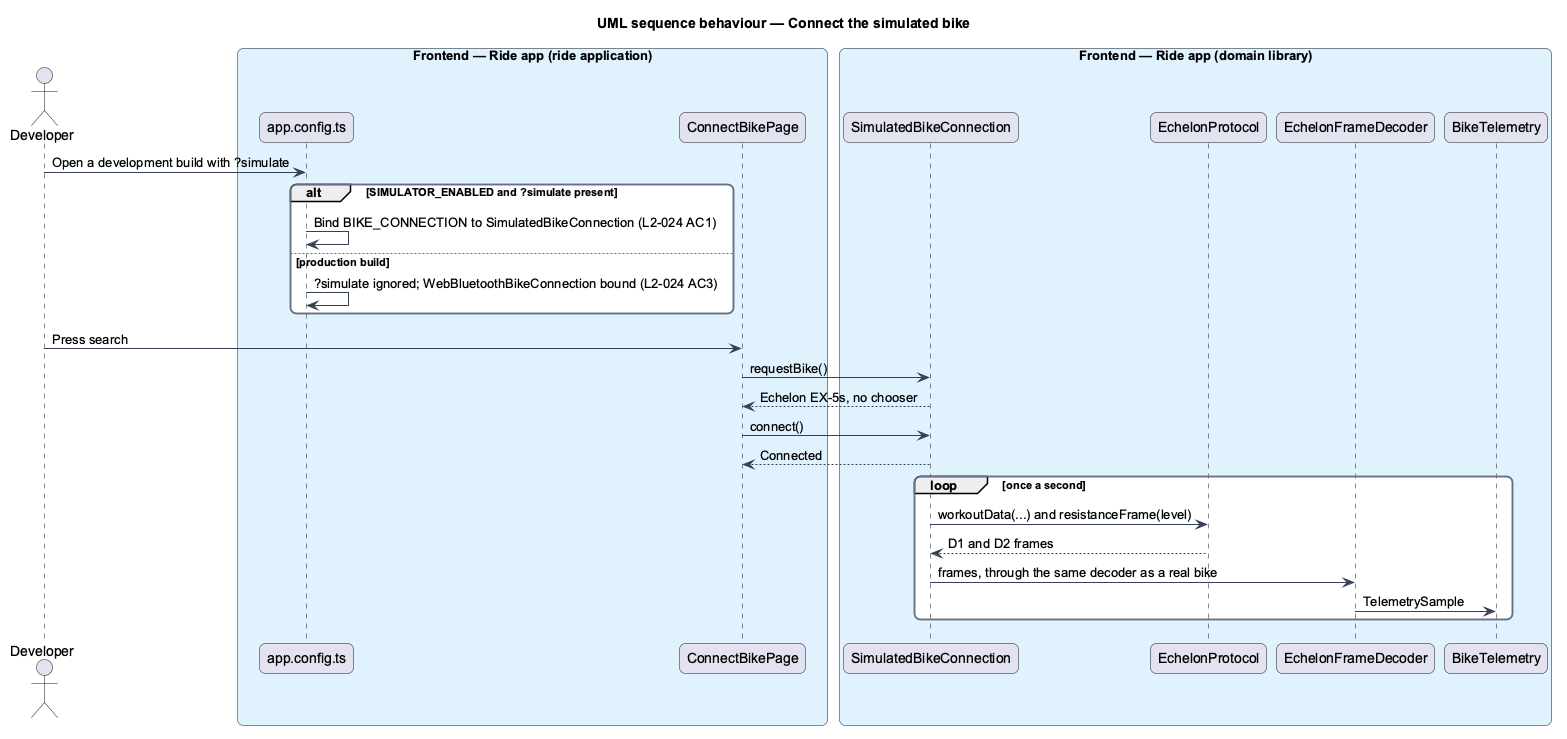 UML sequence behaviour — Connect the simulated bike
Frontend — Ride app (ride application)
Frontend — Ride app (domain library)
Developer
app.config.ts
ConnectBikePage
SimulatedBikeConnection
EchelonProtocol
EchelonFrameDecoder
BikeTelemetry
Open a development build with ?simulate
alt
[SIMULATOR_ENABLED and ?simulate present]
Bind BIKE_CONNECTION to SimulatedBikeConnection (L2-024 AC1)
[production build]
?simulate ignored; WebBluetoothBikeConnection bound (L2-024 AC3)
Press search
requestBike()
Echelon EX-5s, no chooser
connect()
Connected
loop
[once a second]
workoutData(...) and resistanceFrame(level)
D1 and D2 frames
frames, through the same decoder as a real bike
TelemetrySample
Developer
app.config.ts
ConnectBikePage
SimulatedBikeConnection
EchelonProtocol
EchelonFrameDecoder
BikeTelemetry